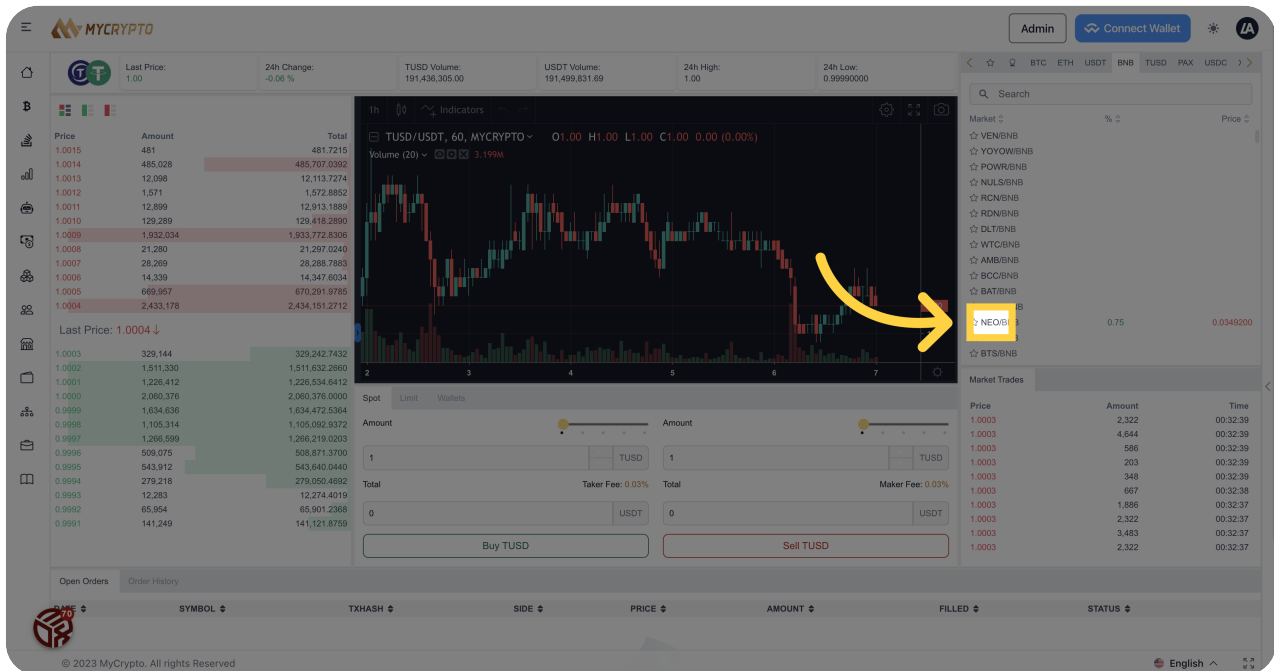 MYCRYPTO
Admin
Connect Wallet
Last Price:
1.00
24h Change:
-0.06 %
TUSD Volume:
191,436,305.00
USDT Volume:
191,499,831.69
24h High:
1.00
24h Low:
0.99990000
BTC ETH USDT BNB TUSD PAX USDC
Search
Market % Price
VEN/BNB
YOYOW/BNB
POWR/BNB
NULS/BNB
RCN/BNB
RDN/BNB
DLT/BNB
WTC/BNB
AMB/BNB
BCC/BNB
BAT/BNB
NEO/B 0.75 0.0349200
BTS/BNB
Price Amount Total
1.0015 481 481.7215
1.0014 485,028 485,707.0392
1.0013 12,098 12,113.7274
1.0012 1,571 1,572.8852
1.0011 12,899 12,913.1889
1.0010 129,289 129,418.2890
1.0009 1,932,034 1,933,772.8306
1.0008 21,280 21,297.0240
1.0007 28,269 28,288.7883
1.0006 14,339 14,347.6034
1.0005 669,957 670,291.9785
1.0004 2,433,178 2,434,151.2712
Last Price: 1.0004↓
1.0003 329,144 329,242.7432
1.0002 1,511,330 1,511,632.2660
1.0001 1,226,412 1,226,534.6412
1.0000 2,060,376 2,060,376.0000
0.9999 1,634,636 1,634,472.5364
0.9998 1,105,314 1,105,092.9372
0.9997 1,266,599 1,266,219.0203
0.9996 509,075 508,871.3700
0.9995 543,912 543,640.0440
0.9994 279,218 279,050.4692
0.9993 12,283 12,274.4019
0.9992 65,954 65,901.2368
0.9991 141,249 141,121.8759
1h Indicators
TUSD/USDT, 60, MYCRYPTO O1.00 H1.00 L1.00 C1.00 0.00 (0.00%)
Volume (20) 3.199M
2 3 4 5 6 7
Spot Limit Wallets
Amount
1 TUSD
Total Taker Fee: 0.03%
0 USDT
Buy TUSD
Amount
1 TUSD
Total Maker Fee: 0.03%
0 USDT
Sell TUSD
Market Trades
Price Amount Time
1.0003 2,322 00:32:39
1.0003 4,644 00:32:39
1.0003 586 00:32:39
1.0003 203 00:32:39
1.0003 348 00:32:39
1.0003 667 00:32:38
1.0003 1,886 00:32:37
1.0003 2,322 00:32:37
1.0003 3,483 00:32:37
1.0003 2,322 00:32:37
Open Orders Order History
DATE SYMBOL TXHASH SIDE PRICE AMOUNT FILLED STATUS
70
© 2023 MyCrypto. All rights Reserved
English